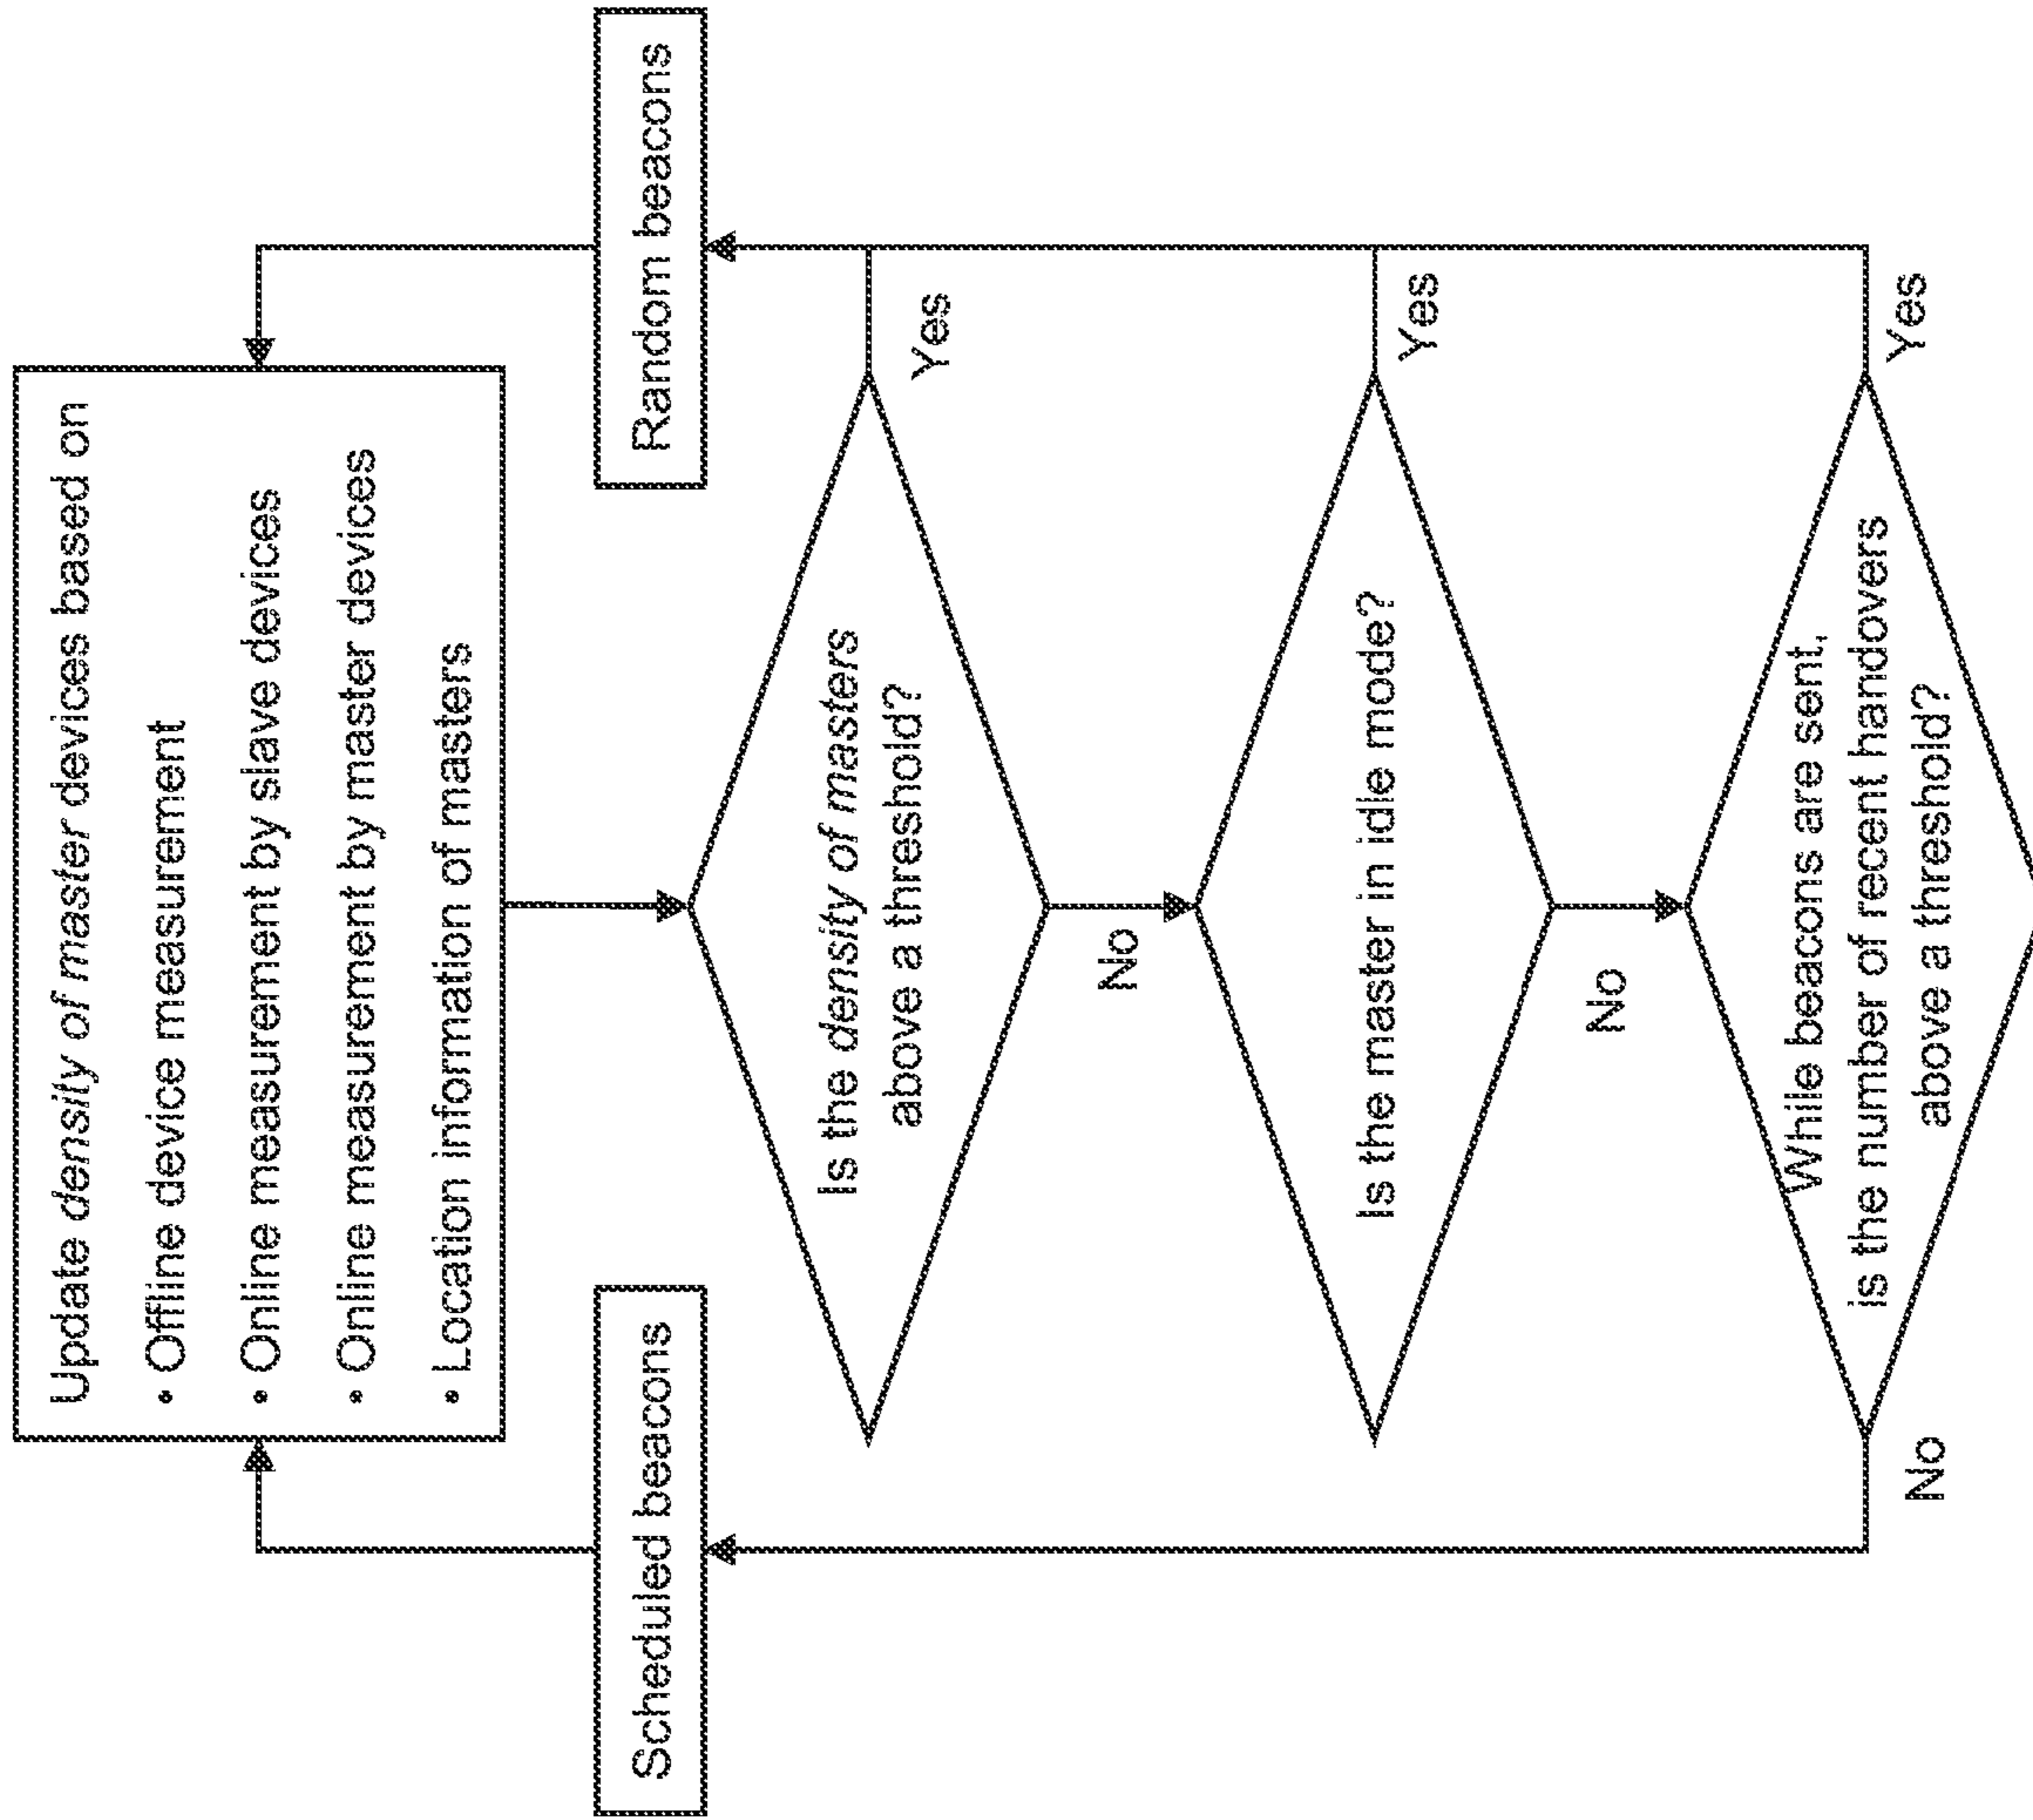 Update density of master devices based on
• Offline device measurement
• Online measurement by slave devices
• Online measurement by master devices
• Location information of masters
Scheduled beacons
Random beacons
Is the density of masters
above a threshold?
Yes
No
Is the master in idle mode?
Yes
No
While beacons are sent,
is the number of recent handovers
above a threshold?
Yes
No